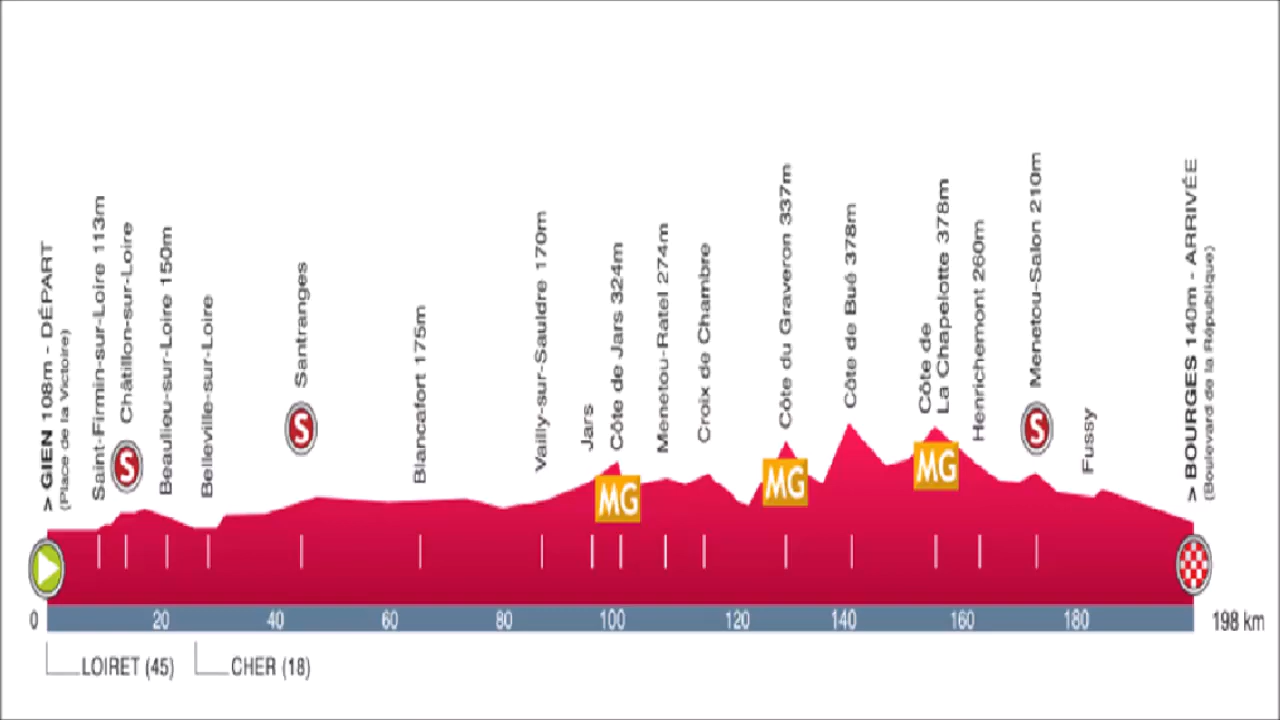 > GIEN 108m - DÉPART
(Place de la Victoire)
Saint-Firmin-sur-Loire 113m
S
Châtillon-sur-Loire
Beaulieu-sur-Loire 150m
Belleville-sur-Loire
S
Santranges
Blancafort 175m
Vailly-sur-Sauldre 170m
Jars
Côte de Jars 324m
MG
Menetou-Ratel 274m
Croix de Chambre
Côte du Graveron 337m
MG
Côte de Bué 378m
Côte de
La Chapelotte 378m
MG
Henrichemont 260m
S
Menetou-Salon 210m
Fussy
> BOURGES 140m - ARRIVÉE
(Boulevard de la République)
0 20 40 60 80 100 120 140 160 180 198 km
LOIRET (45) CHER (18)